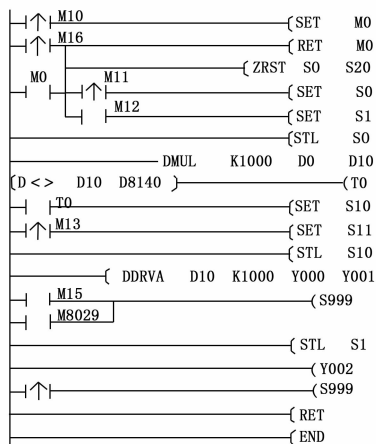 M10 SET M0
M16 RET M0
ZRST S0 S20
M0 M11 SET S0
M12 SET S1
STL S0
DMUL K1000 D0 D10
D<> D10 D8140 T0
T0 SET S10
M13 SET S11
STL S10
DDRVA D10 K1000 Y000 Y001
M15 S999
M8029
STL S1
Y002
S999
RET
END